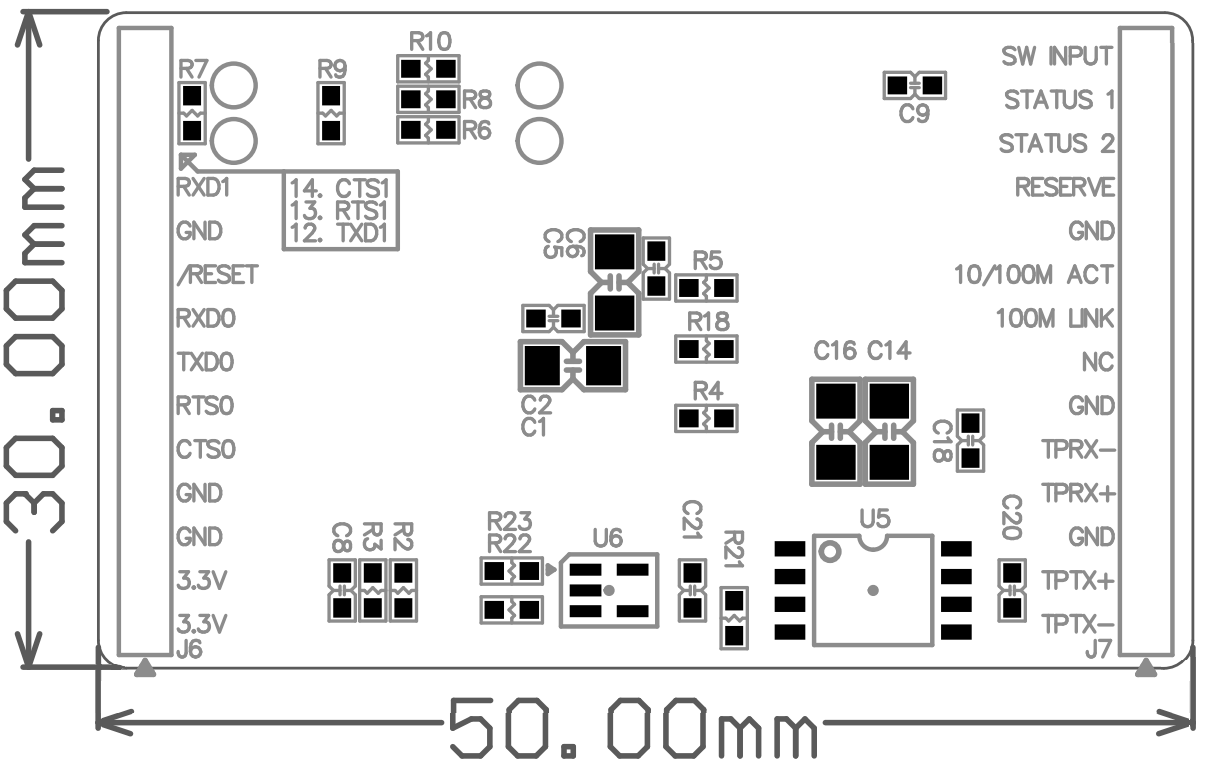 R10
R7
R9
R8
R6
C9
SW INPUT
STATUS 1
STATUS 2
RESERVE
GND
10/100M ACT
100M LINK
NC
GND
TPRX-
TPRX+
GND
TPTX+
TPTX-
J7
RXD1
GND
/RESET
RXD0
TXD0
RTS0
CTS0
GND
GND
3.3V
3.3V
J6
14. CTS1
13. RTS1
12. TXD1
C5
C6
R5
R18
R4
C2
C1
C16
C14
C18
C8
R3
R2
R23
R22
U6
C21
R21
U5
C20
30.00mm
50.00mm